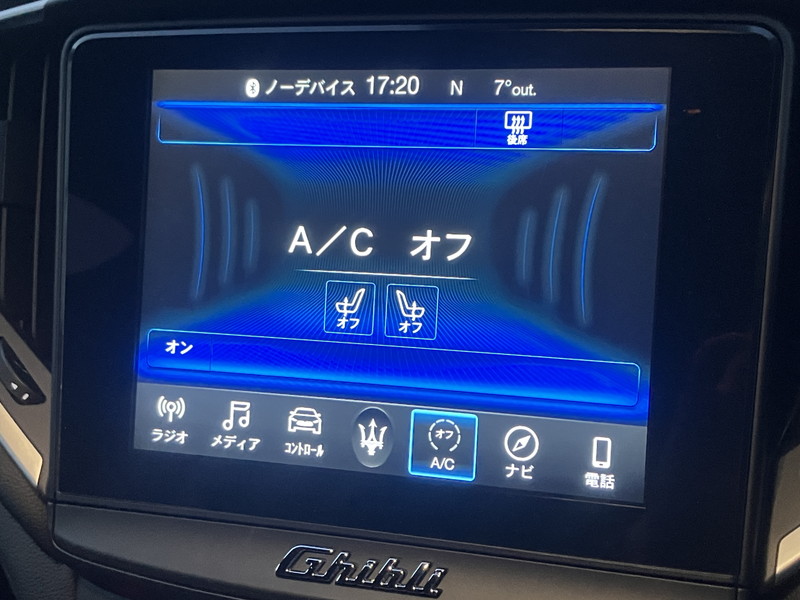 ノーデバイス 17:20 N 7°out.
後席
A／C オフ
オフ オフ
オン
ラジオ メディア コントロール オフ A/C ナビ 電話
Ghibli